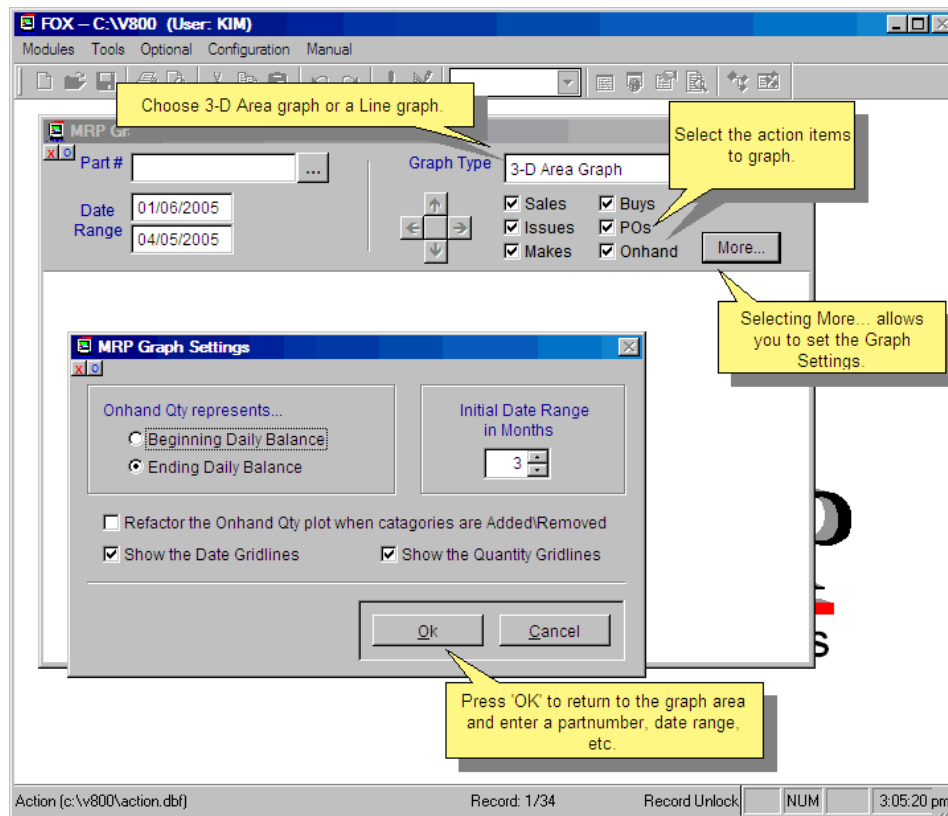 FOX – C:\V800 (User: KIM)
Modules Tools Optional Configuration Manual
Choose 3-D Area graph or a Line graph.
Select the action items
to graph.
MRP
Part # ...
Graph Type 3-D Area Graph
Date
Range
01/06/2005
04/05/2005
Sales Buys
Issues POs
Makes Onhand
More...
Selecting More... allows
you to set the Graph
Settings.
MRP Graph Settings
X O
Onhand Qty represents...
Beginning Daily Balance
Ending Daily Balance
Initial Date Range
in Months
3
Refactor the Onhand Qty plot when catagories are Added\Removed
Show the Date Gridlines Show the Quantity Gridlines
Ok Cancel
Press 'OK' to return to the graph area
and enter a partnumber, date range,
etc.
Action (c:\v800\action.dbf) Record: 1/34 Record Unlock NUM 3:05:20 pm